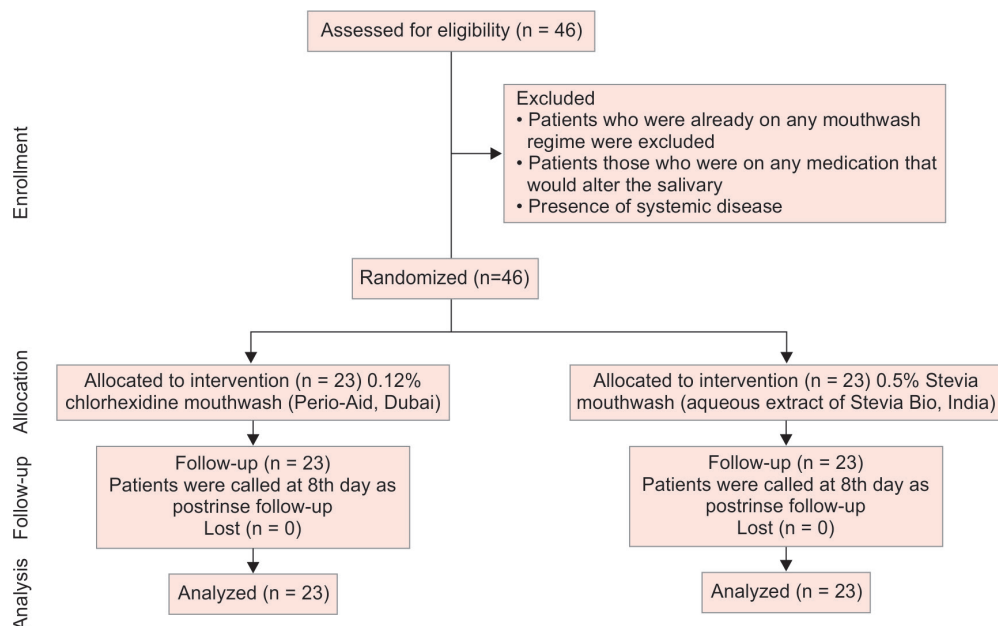 Assessed for eligibility (n = 46)
Enrollment
Excluded
• Patients who were already on any mouthwash
regime were excluded
• Patients those who were on any medication that
would alter the salivary
• Presence of systemic disease
Randomized (n=46)
Allocation
Allocated to intervention (n = 23) 0.12%
chlorhexidine mouthwash (Perio-Aid, Dubai)
Allocated to intervention (n = 23) 0.5% Stevia
mouthwash (aqueous extract of Stevia Bio, India)
Follow-up
Follow-up (n = 23)
Patients were called at 8th day as
postrinse follow-up
Lost (n = 0)
Follow-up (n = 23)
Patients were called at 8th day as
postrinse follow-up
Lost (n = 0)
Analysis
Analyzed (n = 23)
Analyzed (n = 23)